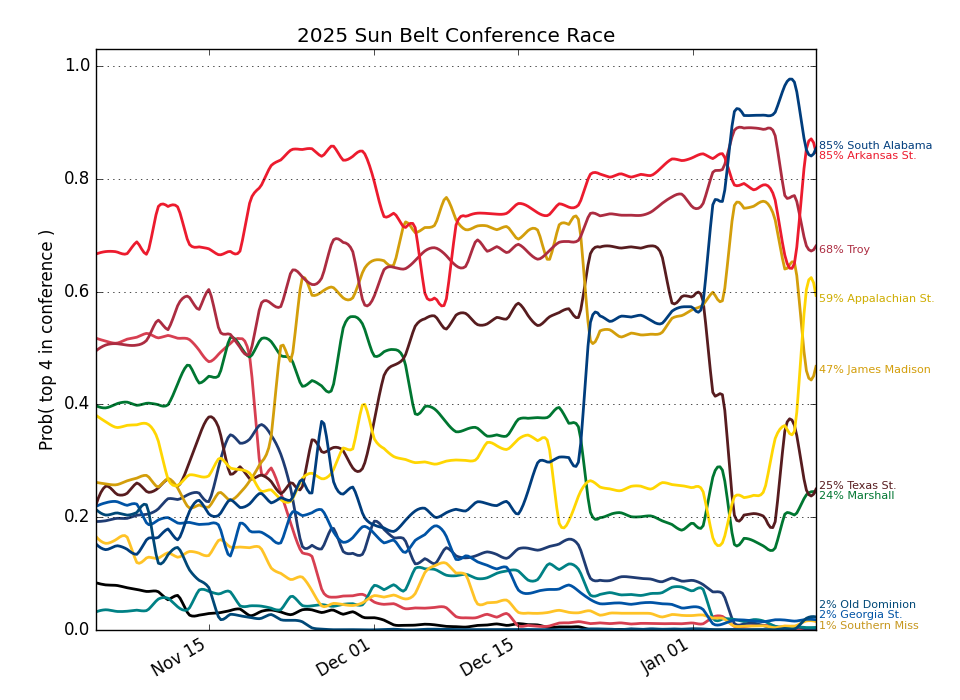 2025 Sun Belt Conference Race
Prob( top 4 in conference )
1.0
0.8
0.6
0.4
0.2
0.0
Nov 15
Dec 01
Dec 15
Jan 01
85% South Alabama
85% Arkansas St.
68% Troy
59% Appalachian St.
47% James Madison
25% Texas St.
24% Marshall
2% Old Dominion
2% Georgia St.
1% Southern Miss